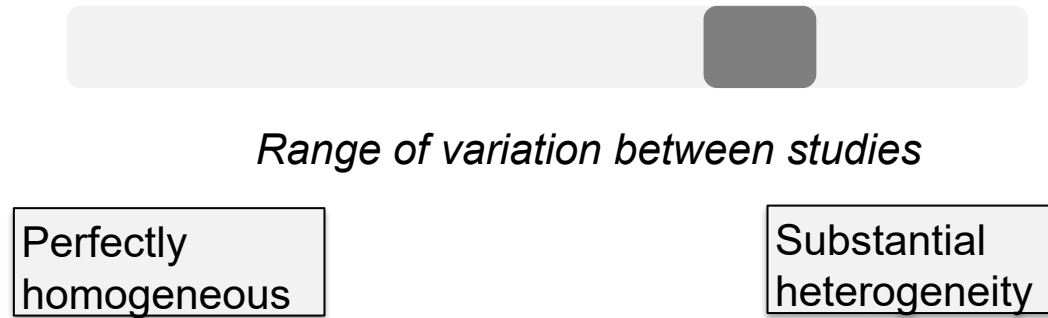 Range of variation between studies
Perfectly
homogeneous
Substantial
heterogeneity